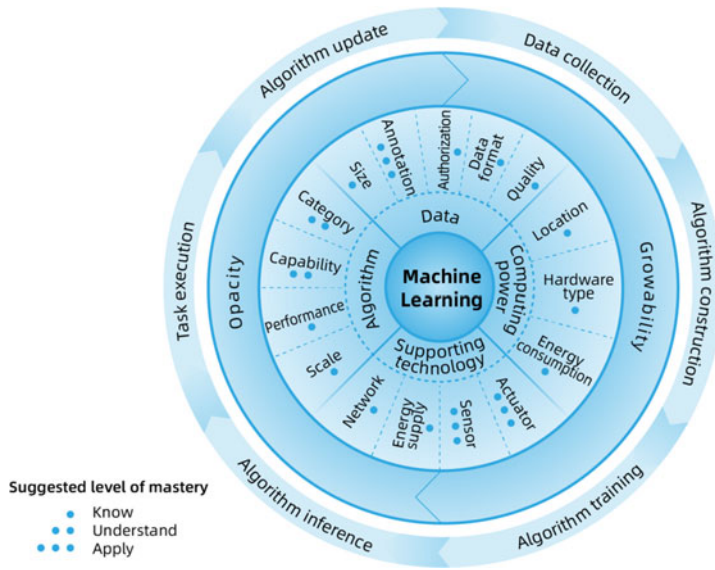 Algorithm update
Data collection
Algorithm construction
Algorithm training
Algorithm inference
Task execution
Opacity
Growability
Size
Annotation
Authorization
Data
format
Quality
Location
Hardware
type
Energy
consumption
Actuator
Sensor
Energy
supply
Network
Scale
Performance
Capability
Category
Data
Computing
power
Supporting
technology
Algorithm
Machine
Learning
Suggested level of mastery
Know
Understand
Apply